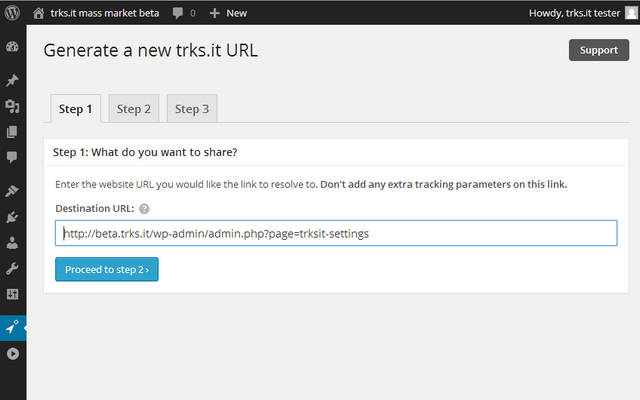 trks.it mass market beta 0 + New Howdy, trks.it tester
Generate a new trks.it URL
Support
Step 1 Step 2 Step 3
Step 1: What do you want to share?
Enter the website URL you would like the link to resolve to. Don't add any extra tracking parameters on this link.
Destination URL: ?
http://beta.trks.it/wp-admin/admin.php?page=trksit-settings
Proceed to step 2 ›